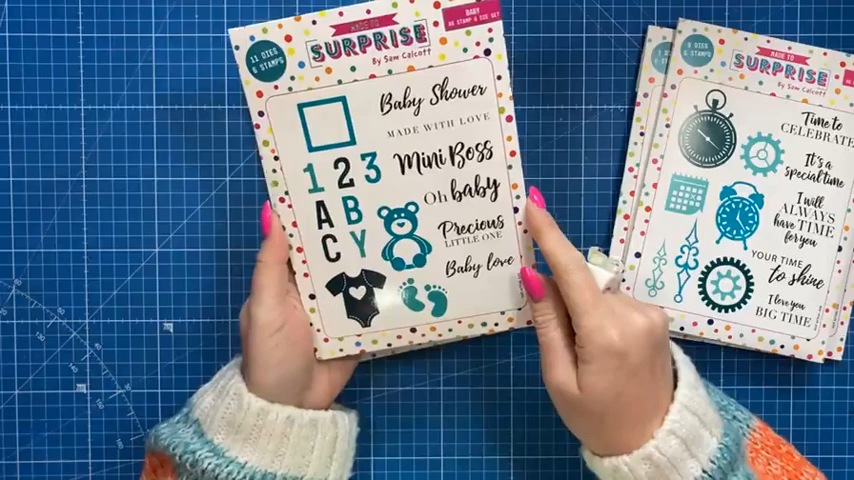 11 DIES
6 STAMPS
MADE TO
SURPRISE
By Sam Calcott
BABY
A6 STAMP & DIE SET
Baby Shower
MADE WITH LOVE
1 2 3
Mini Boss
A B
C Y
Oh baby
Precious
LITTLE ONE
Baby love
STAMPS
MADE TO
SURPRISE
By Sam Calcott
Time to
CELEBRATE
It's a
special time
I will
ALWAYS
have TIME
for you
YOUR TIME
to shine
I love you
BIG TIME